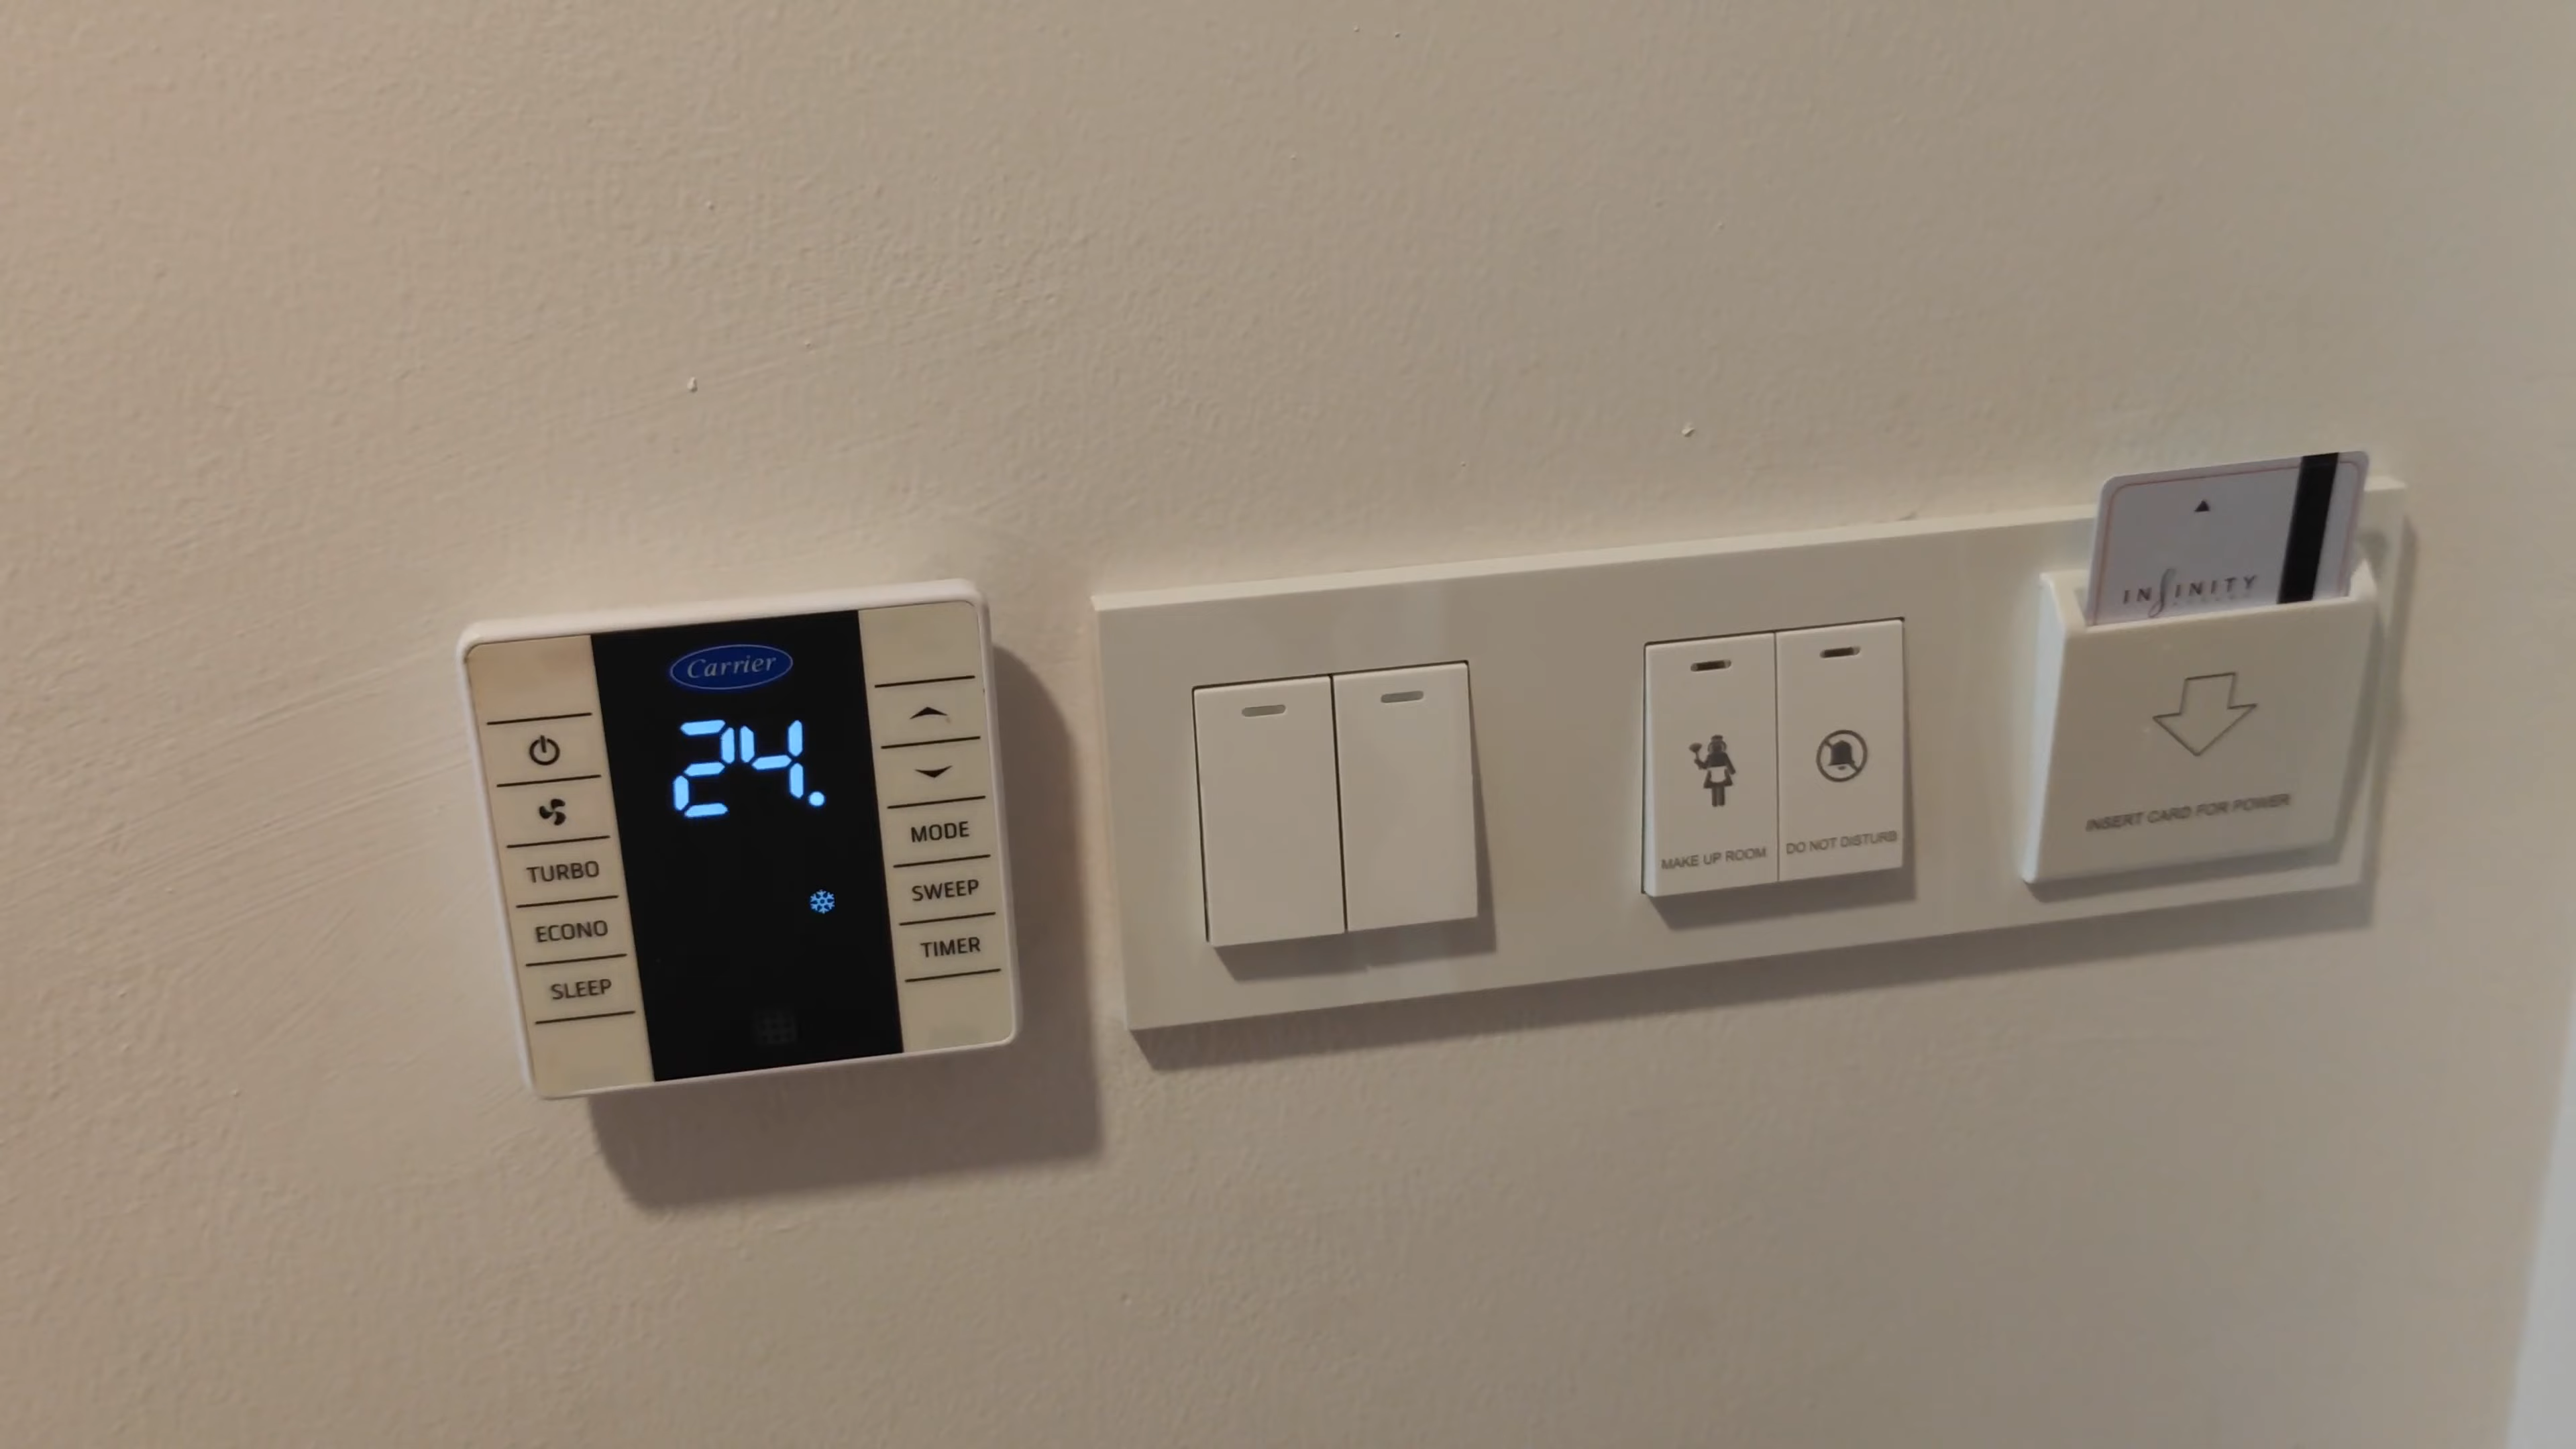 Carrier
24.
TURBO
ECONO
SLEEP
MODE
SWEEP
TIMER
MAKE UP ROOM
DO NOT DISTURB
INFINITY
INSERT CARD FOR POWER